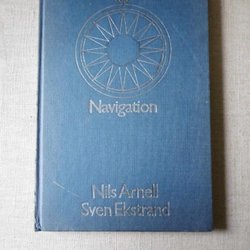 Navigation
Nils Arnell
Sven Ekstrand